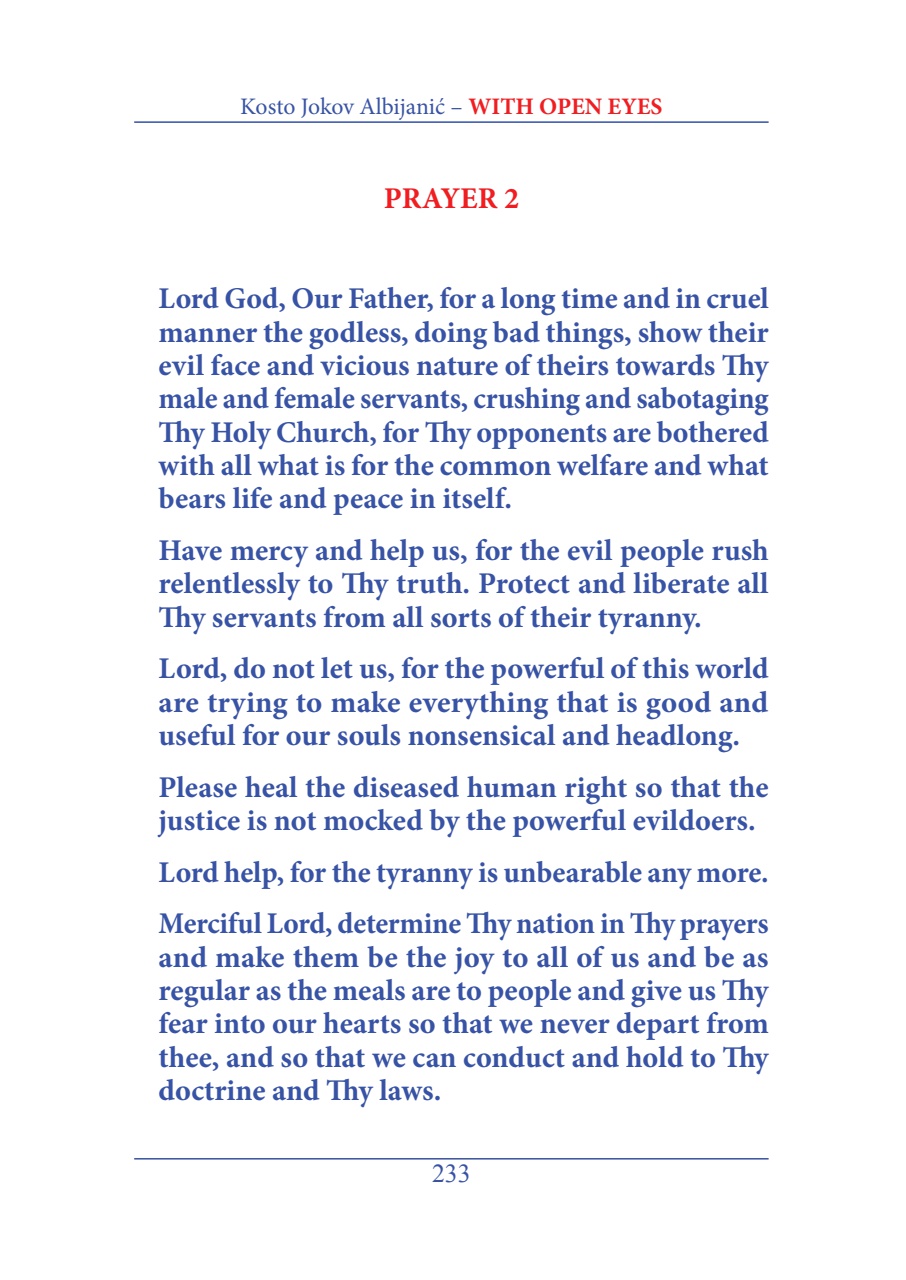 Kosto Jokov Albijanić – WITH OPEN EYES
PRAYER 2
Lord God, Our Father, for a long time and in cruel
manner the godless, doing bad things, show their
evil face and vicious nature of theirs towards Thy
male and female servants, crushing and sabotaging
Thy Holy Church, for Thy opponents are bothered
with all what is for the common welfare and what
bears life and peace in itself.
Have mercy and help us, for the evil people rush
relentlessly to Thy truth. Protect and liberate all
Thy servants from all sorts of their tyranny.
Lord, do not let us, for the powerful of this world
are trying to make everything that is good and
useful for our souls nonsensical and headlong.
Please heal the diseased human right so that the
justice is not mocked by the powerful evildoers.
Lord help, for the tyranny is unbearable any more.
Merciful Lord, determine Thy nation in Thy prayers
and make them be the joy to all of us and be as
regular as the meals are to people and give us Thy
fear into our hearts so that we never depart from
thee, and so that we can conduct and hold to Thy
doctrine and Thy laws.
233